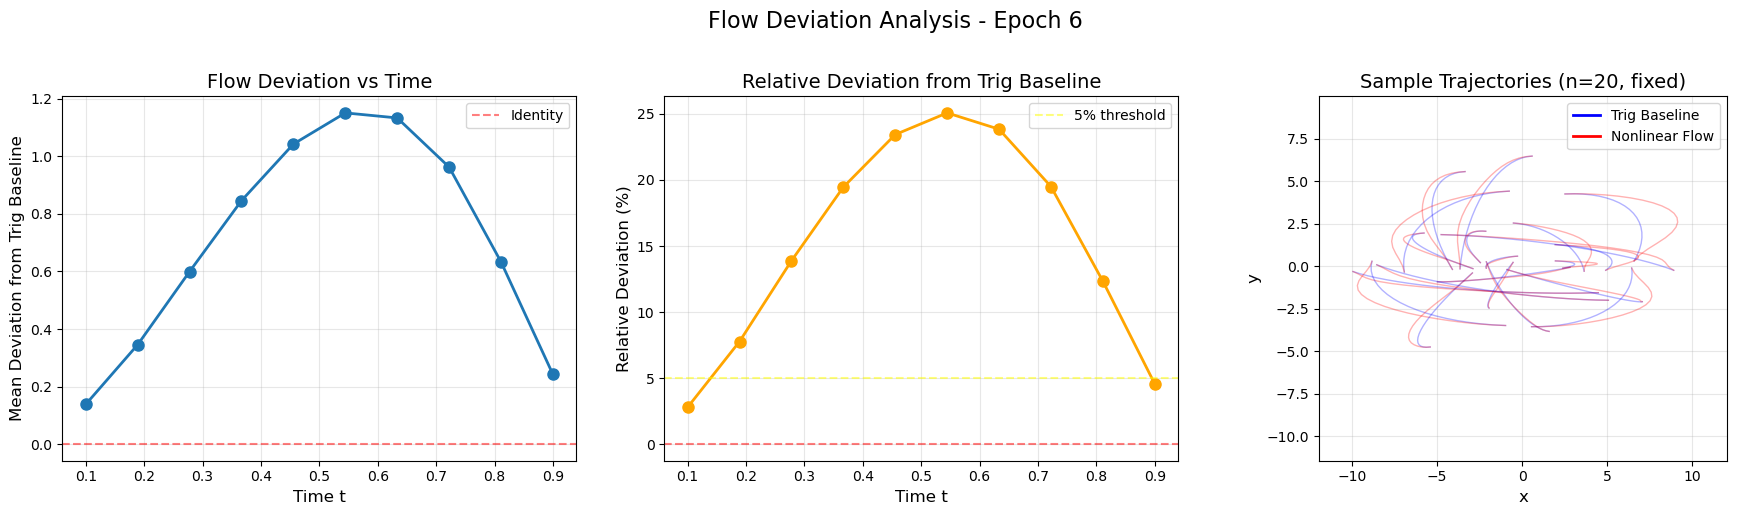 Flow Deviation Analysis - Epoch 6
Flow Deviation vs Time
Mean Deviation from Trig Baseline
1.2
1.0
0.8
0.6
0.4
0.2
0.0
Identity
0.1 0.2 0.3 0.4 0.5 0.6 0.7 0.8 0.9
Time t
Relative Deviation from Trig Baseline
Relative Deviation (%)
25
20
15
10
5
0
5% threshold
0.1 0.2 0.3 0.4 0.5 0.6 0.7 0.8 0.9
Time t
Sample Trajectories (n=20, fixed)
y
7.5
5.0
2.5
0.0
−2.5
−5.0
−7.5
−10.0
Trig Baseline
Nonlinear Flow
−10 −5 0 5 10
x